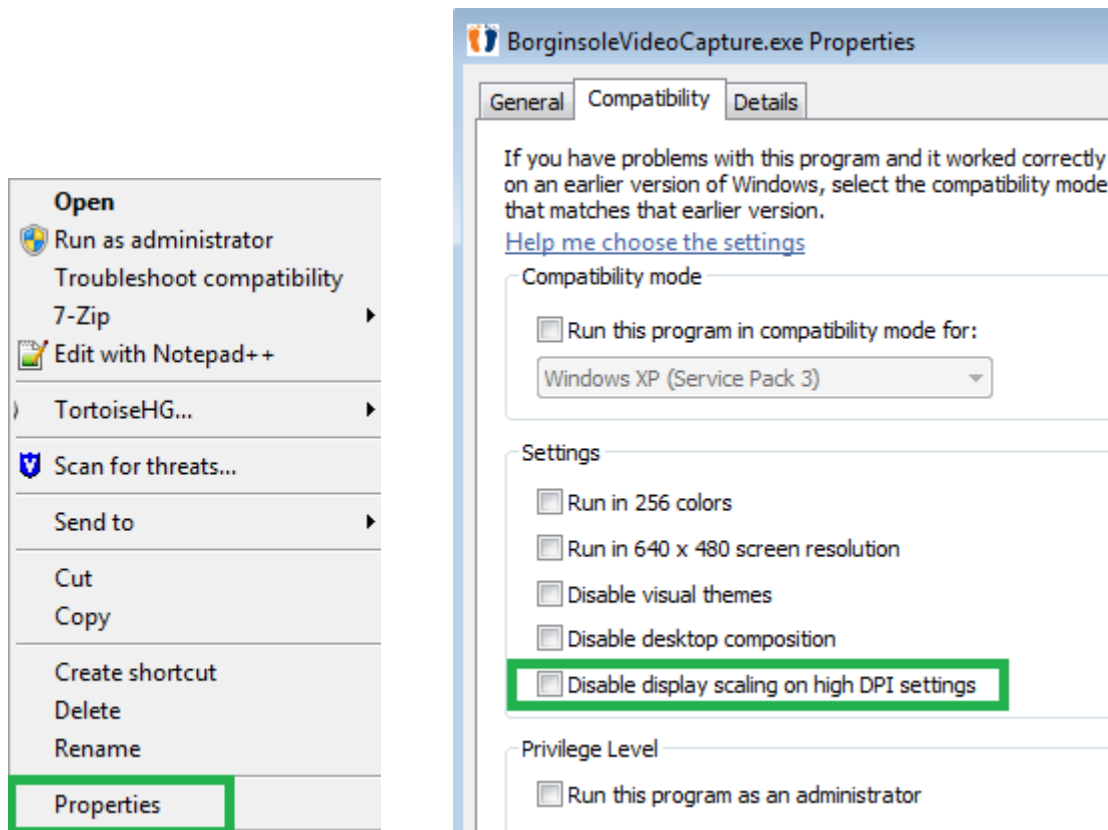 Open
Run as administrator
Troubleshoot compatibility
7-Zip
Edit with Notepad++
TortoiseHG...
Scan for threats...
Send to
Cut
Copy
Create shortcut
Delete
Rename
Properties
BorginsoleVideoCapture.exe Properties
General Compatibility Details
If you have problems with this program and it worked correctly
on an earlier version of Windows, select the compatibility mode
that matches that earlier version.
Help me choose the settings
Compatibility mode
Run this program in compatibility mode for:
Windows XP (Service Pack 3)
Settings
Run in 256 colors
Run in 640 x 480 screen resolution
Disable visual themes
Disable desktop composition
Disable display scaling on high DPI settings
Privilege Level
Run this program as an administrator